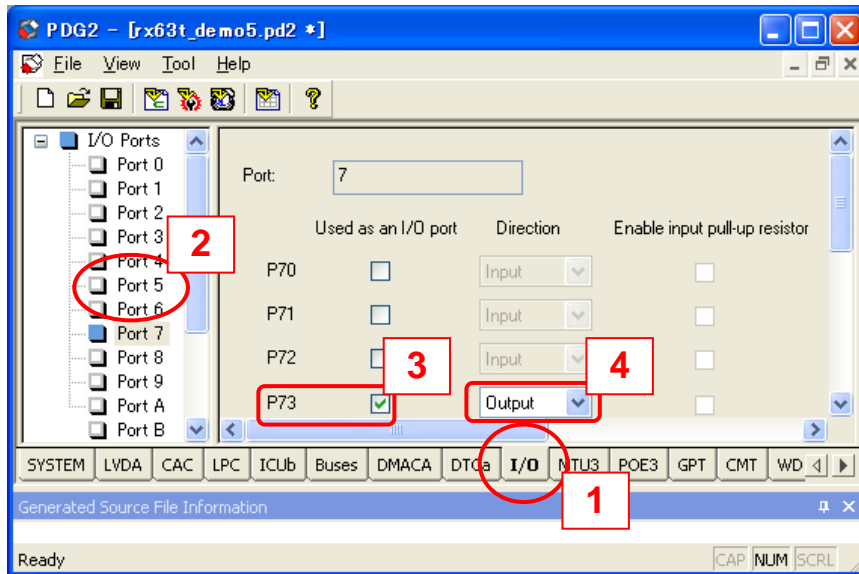 PDG2 - [rx63t_demo5.pd2 *]
File View Tool Help
I/O Ports
Port 0
Port 1
Port 2
Port 3
Port 4
Port 5
Port 6
Port 7
Port 8
Port 9
Port A
Port B
2
Port: 7
Used as an I/O port Direction Enable input pull-up resistor
P70 Input
P71 Input
P72 Input
3
4
P73 Output
SYSTEM LVDA CAC LPC ICUb Buses DMACA DTCa I/O MTU3 POE3 GPT CMT WD
1
Generated Source File Information
Ready CAP NUM SCRL